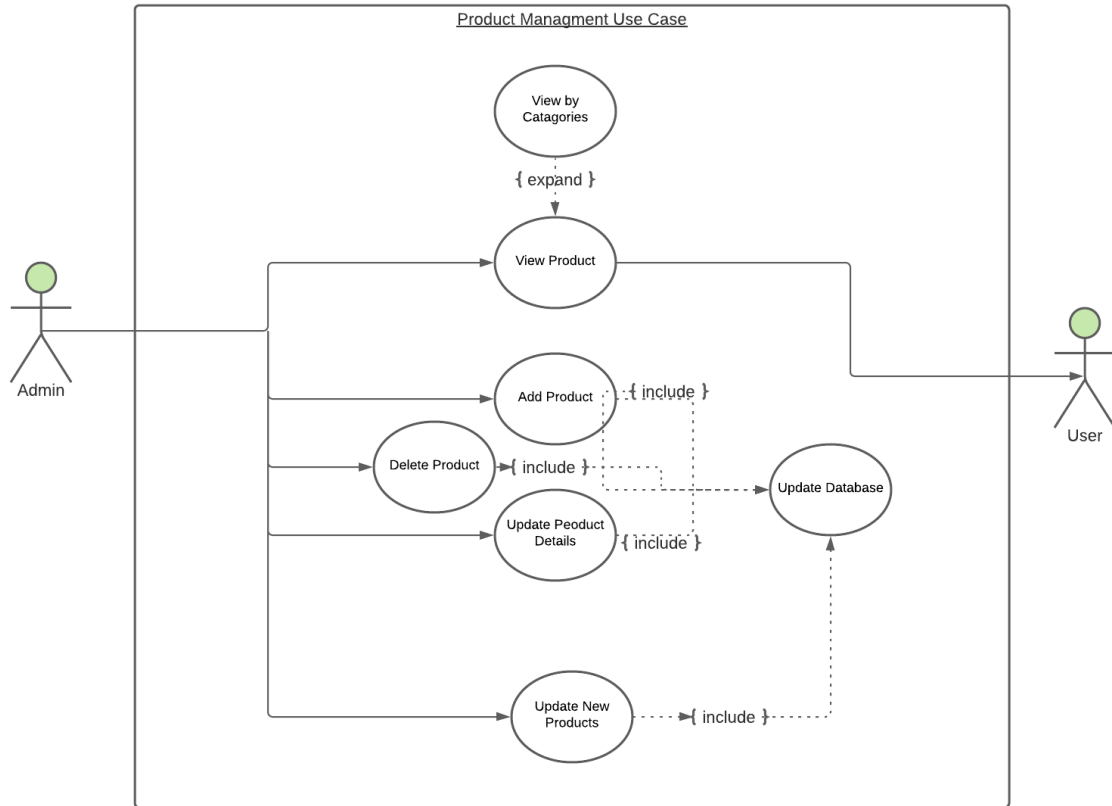 Product Managment Use Case
View by
Catagories
{ expand }
View Product
Admin
Add Product
{ include }
User
Delete Product
{ include }
Update Database
Update Peoduct
Details
{ include }
Update New
Products
{ include }